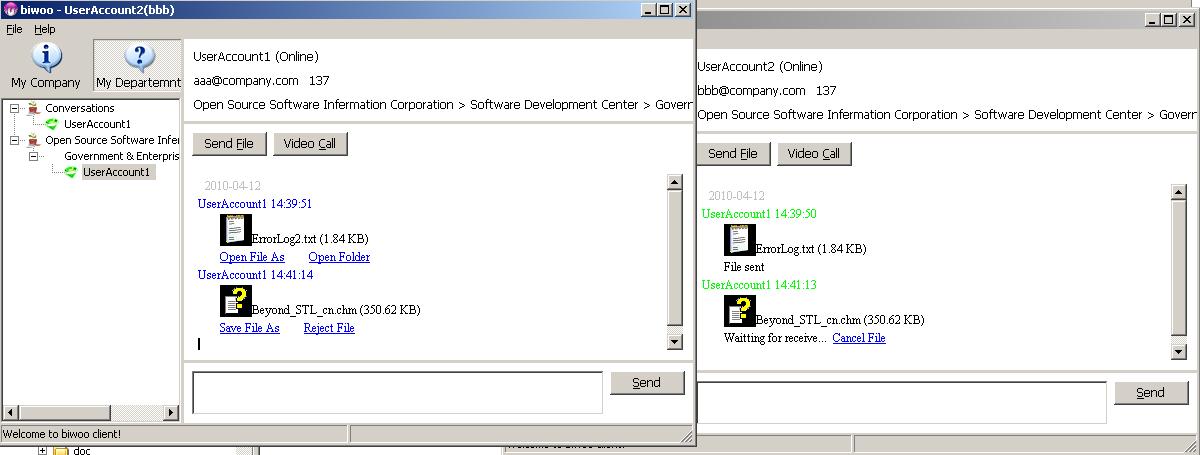 biwoo - UserAccount2(bbb)
File Help
My Company
My Departemnt
Conversations
UserAccount1
Open Source Software Infer
Government & Enterpris
UserAccount1
UserAccount1 (Online)
aaa@company.com 137
Open Source Software Information Corporation > Software Development Center > Govern
Send File
Video Call
2010-04-12
UserAccount1 14:39:51
ErrorLog2.txt (1.84 KB)
Open File As Open Folder
UserAccount1 14:41:14
Beyond_STL_cn.chm (350.62 KB)
Save File As Reject File
Send
Welcome to biwoo client!
doc
UserAccount2 (Online)
bbb@company.com 137
Open Source Software Information Corporation > Software Development Center > Govern
Send File
Video Call
2010-04-12
UserAccount1 14:39:50
ErrorLog.txt (1.84 KB)
File sent
UserAccount1 14:41:13
Beyond_STL_cn.chm (350.62 KB)
Waitting for receive... Cancel File
Send
Welcome to biwoo client!